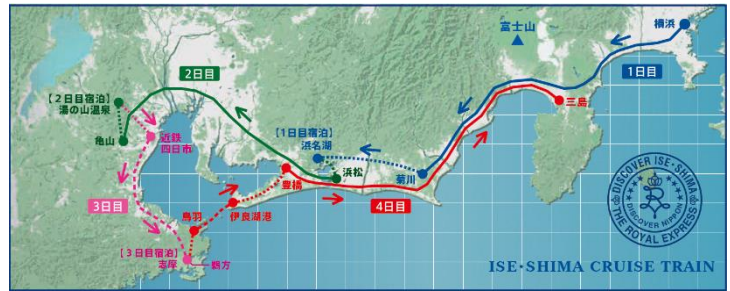 富士山
横浜
1日目
2日目
【2日目宿泊】
湯の山温泉
亀山
近鉄
四日市
【1日目宿泊】
浜名湖
浜松
菊川
三島
豊橋
4日目
3日目
鳥羽
伊良湖港
【3日目宿泊】
志摩
鵜方
DISCOVER ISE・SHIMA
DISCOVER NIPPON
THE ROYAL EXPRESS
ISE・SHIMA CRUISE TRAIN